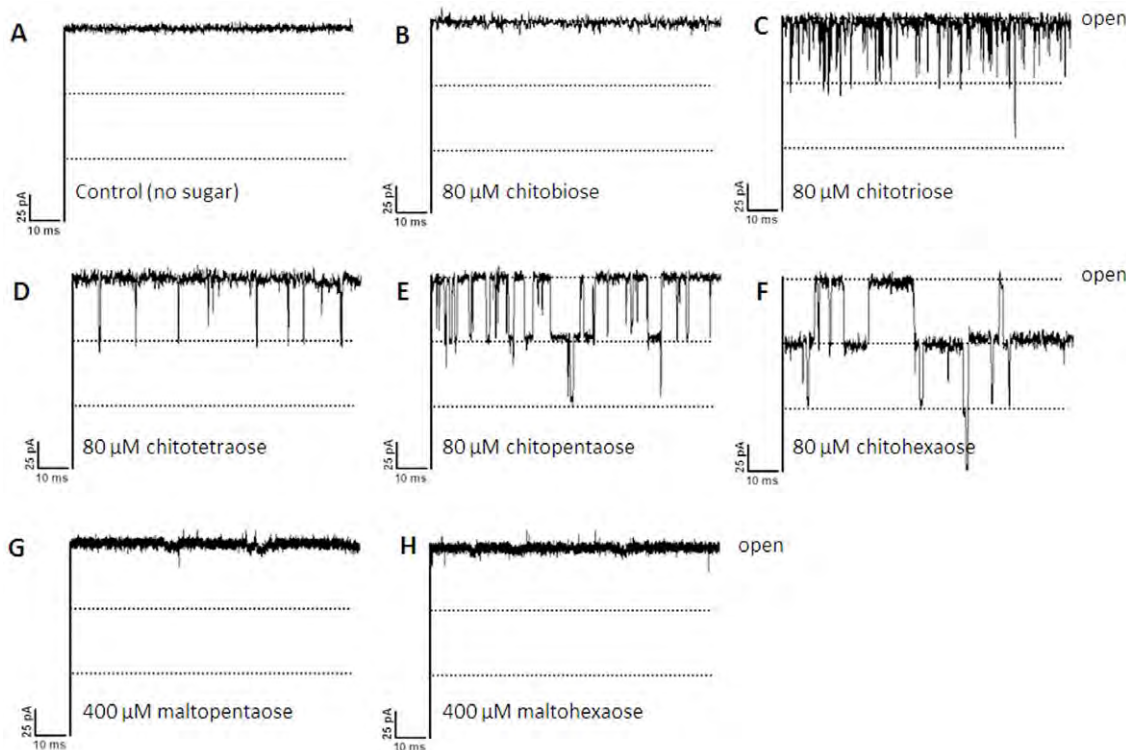 A
Control (no sugar)
25 pA
10 ms
B
80 µM chitobiose
25 pA
10 ms
C
open
80 µM chitotriose
25 pA
10 ms
D
80 µM chitotetraose
25 pA
10 ms
E
80 µM chitopentaose
25 pA
10 ms
F
open
80 µM chitohexaose
25 pA
10 ms
G
400 µM maltopentaose
25 pA
10 ms
H
open
400 µM maltohexaose
25 pA
10 ms